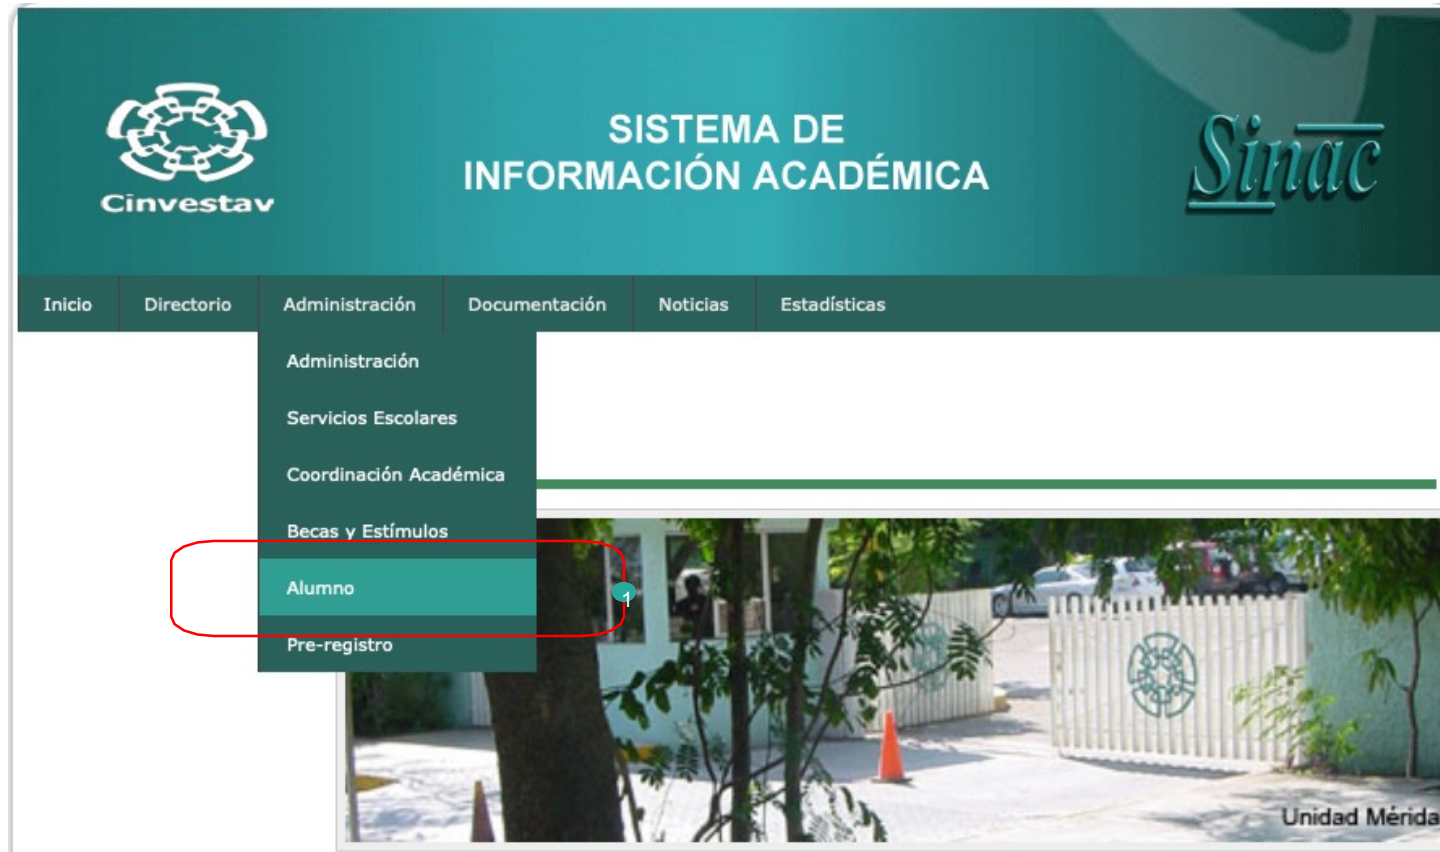 SISTEMA DE
INFORMACIÓN ACADÉMICA
Sinac
Cinvestav
Inicio
Directorio
Administración
Documentación
Noticias
Estadísticas
Administración
Servicios Escolares
Coordinación Académica
Becas y Estímulos
Alumno
1
Pre-registro
Unidad Mérida